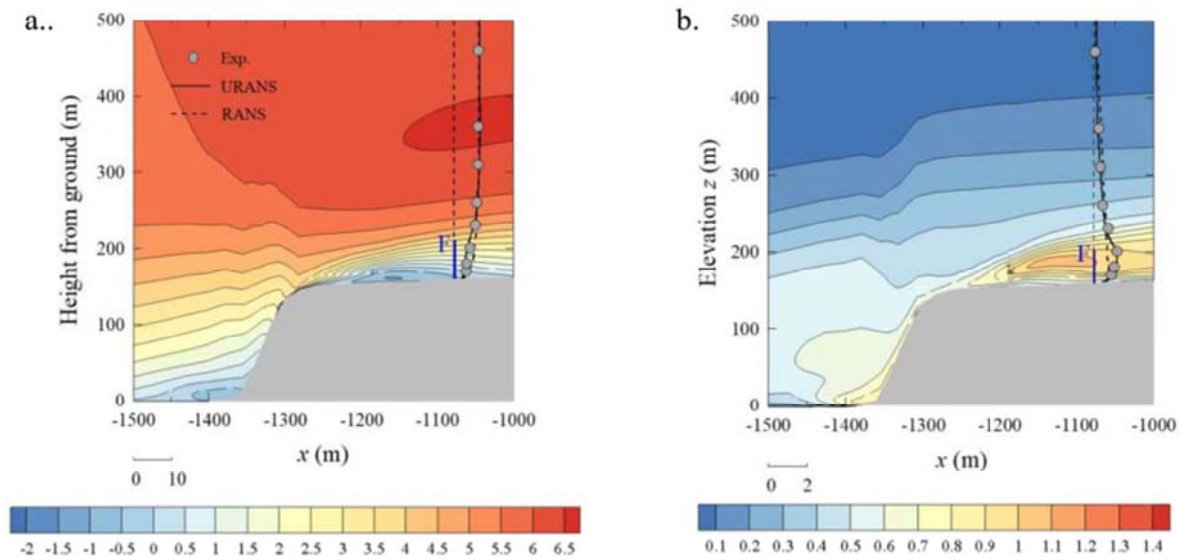 a..
500
400
300
200
100
0
Height from ground (m)
Exp.
URANS
RANS
-1500 -1400 -1300 -1200 -1100 -1000
x (m)
0 10
-2 -1.5 -1 -0.5 0 0.5 1 1.5 2 2.5 3 3.5 4 4.5 5 5.5 6 6.5
b.
500
400
300
200
100
0
Elevation z (m)
-1500 -1400 -1300 -1200 -1100 -1000
x (m)
0 2
0.1 0.2 0.3 0.4 0.5 0.6 0.7 0.8 0.9 1 1.1 1.2 1.3 1.4